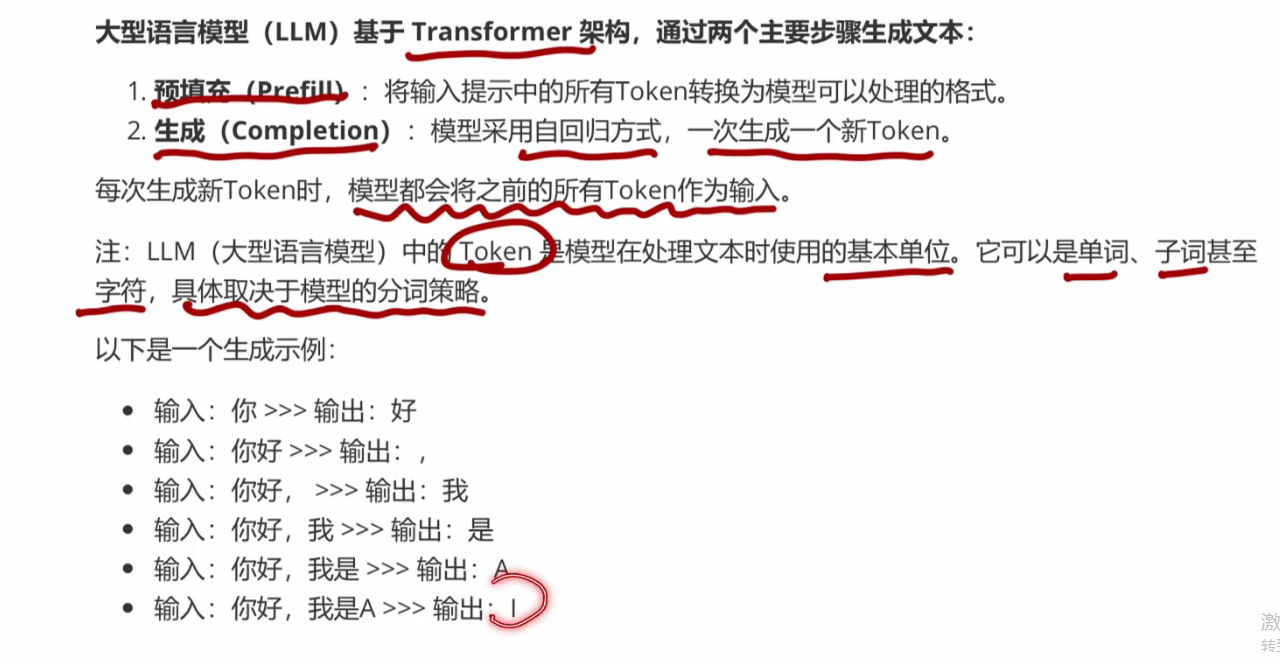 大型语言模型（LLM）基于 Transformer 架构，通过两个主要步骤生成文本：
1. 预填充（Prefill）：将输入提示中的所有Token转换为模型可以处理的格式。
2. 生成（Completion）：模型采用自回归方式，一次生成一个新Token。
每次生成新Token时，模型都会将之前的所有Token作为输入。
注：LLM（大型语言模型）中的 Token 是模型在处理文本时使用的基本单位。它可以是单词、子词甚至
字符，具体取决于模型的分词策略。
以下是一个生成示例：
• 输入：你 >>> 输出：好
• 输入：你好 >>> 输出：,
• 输入：你好， >>> 输出：我
• 输入：你好，我 >>> 输出：是
• 输入：你好，我是 >>> 输出：A
• 输入：你好，我是A >>> 输出：I
激
转到